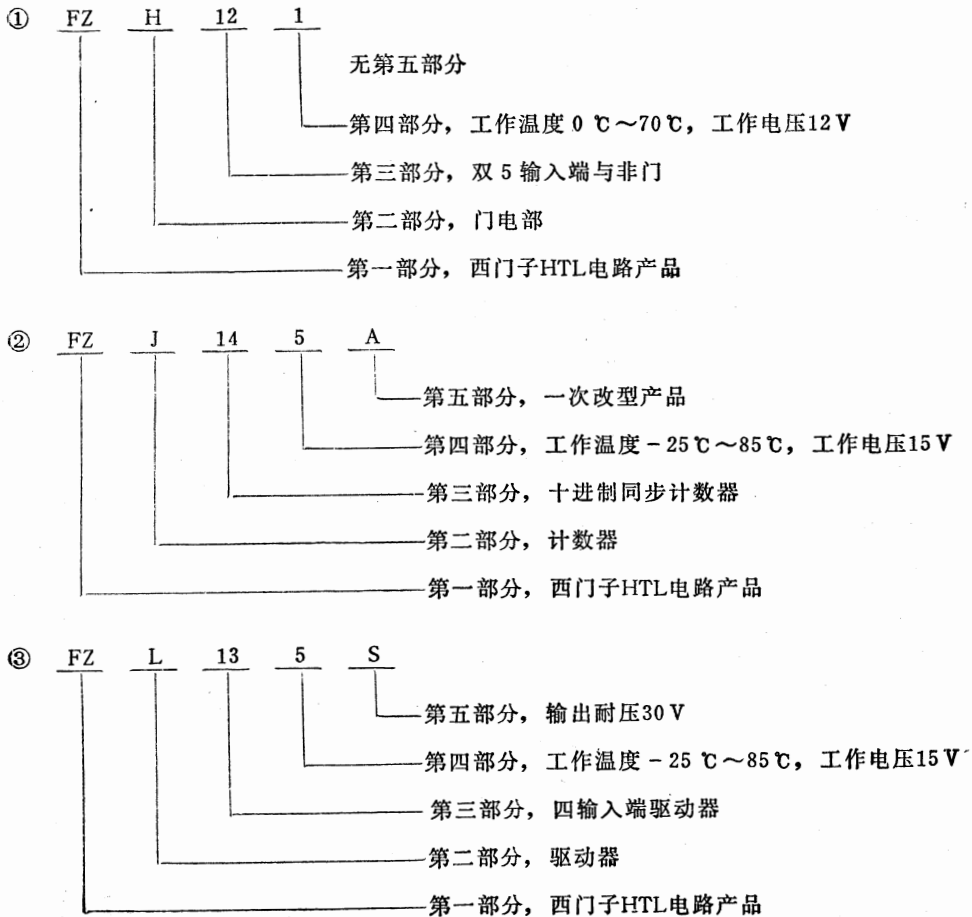 ① FZ H 12 1
无第五部分
第四部分，工作温度 0 ℃～70℃，工作电压12 V
第三部分，双 5 输入端与非门
第二部分，门电部
第一部分，西门子HTL电路产品
② FZ J 14 5 A
第五部分，一次改型产品
第四部分，工作温度－25℃～85℃，工作电压15 V
第三部分，十进制同步计数器
第二部分，计数器
第一部分，西门子HTL电路产品
③ FZ L 13 5 S
第五部分，输出耐压30 V
第四部分，工作温度－25 ℃～85℃，工作电压15 V
第三部分，四输入端驱动器
第二部分，驱动器
第一部分，西门子HTL电路产品